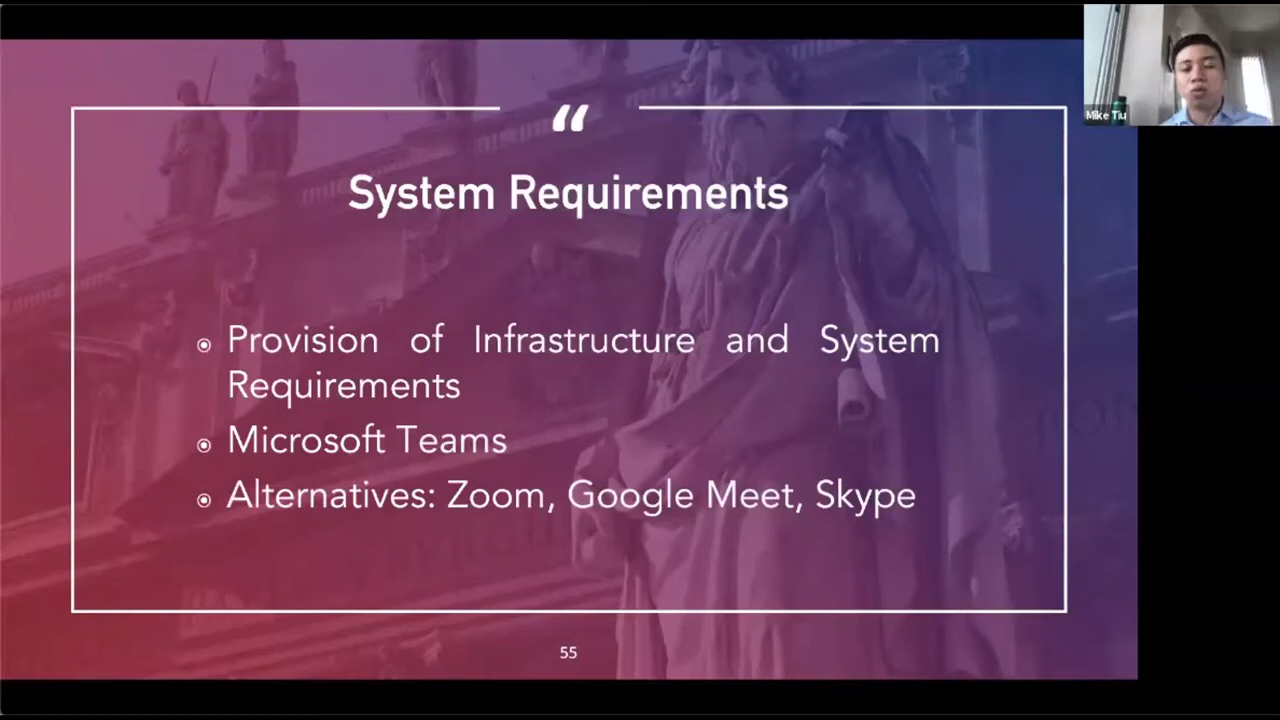 “
System Requirements
Provision of Infrastructure and System
Requirements
Microsoft Teams
Alternatives: Zoom, Google Meet, Skype
55
Mike Tiu